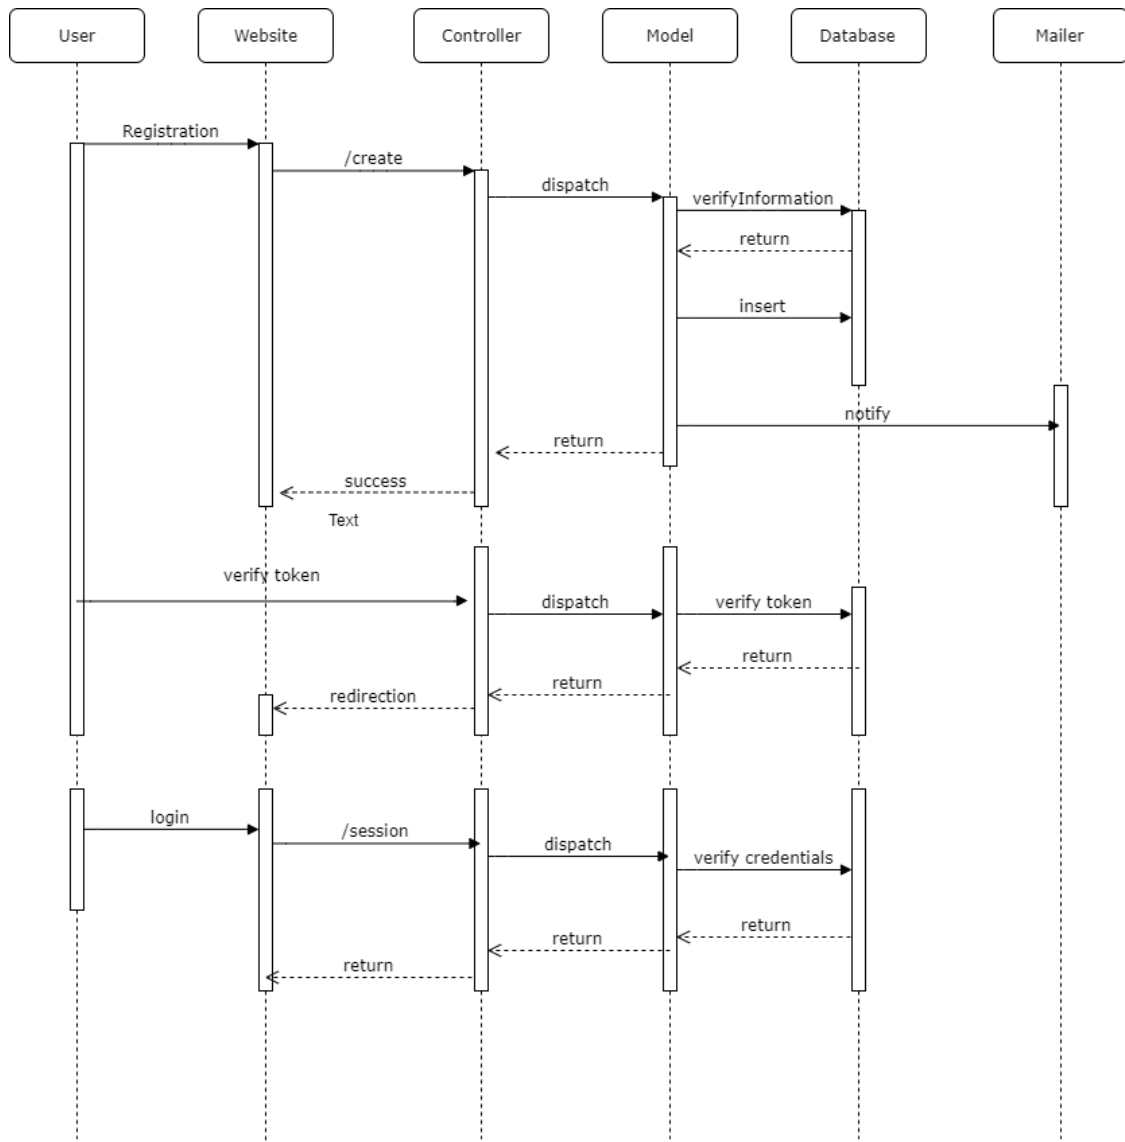 User
Website
Controller
Model
Database
Mailer
Registration
/create
dispatch
verifyInformation
return
insert
notify
return
success
Text
verify token
dispatch
verify token
return
return
redirection
login
/session
dispatch
verify credentials
return
return
return